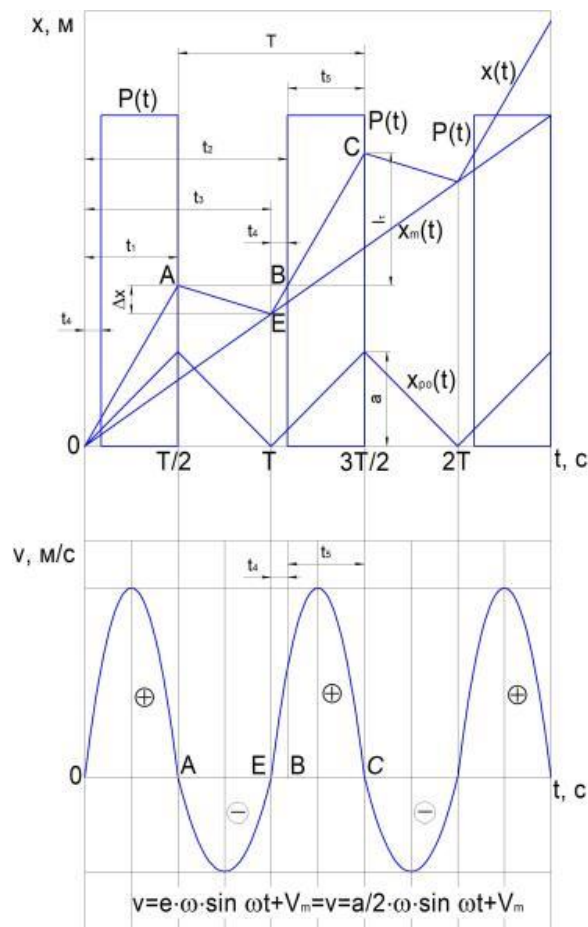 x, м
T
x(t)
t₅
P(t)
P(t)
P(t)
t₂
C
t₃
lт
t₄
xm(t)
t₁
A
B
Δx
E
t₄
xpo(t)
a
0
T/2
T
3T/2
2T
t, c
v, м/с
t₄
t₅
+
+
+
0
A
E
B
C
t, c
−
−
v=e·ω·sin ωt+Vm=v=a/2·ω·sin ωt+Vm